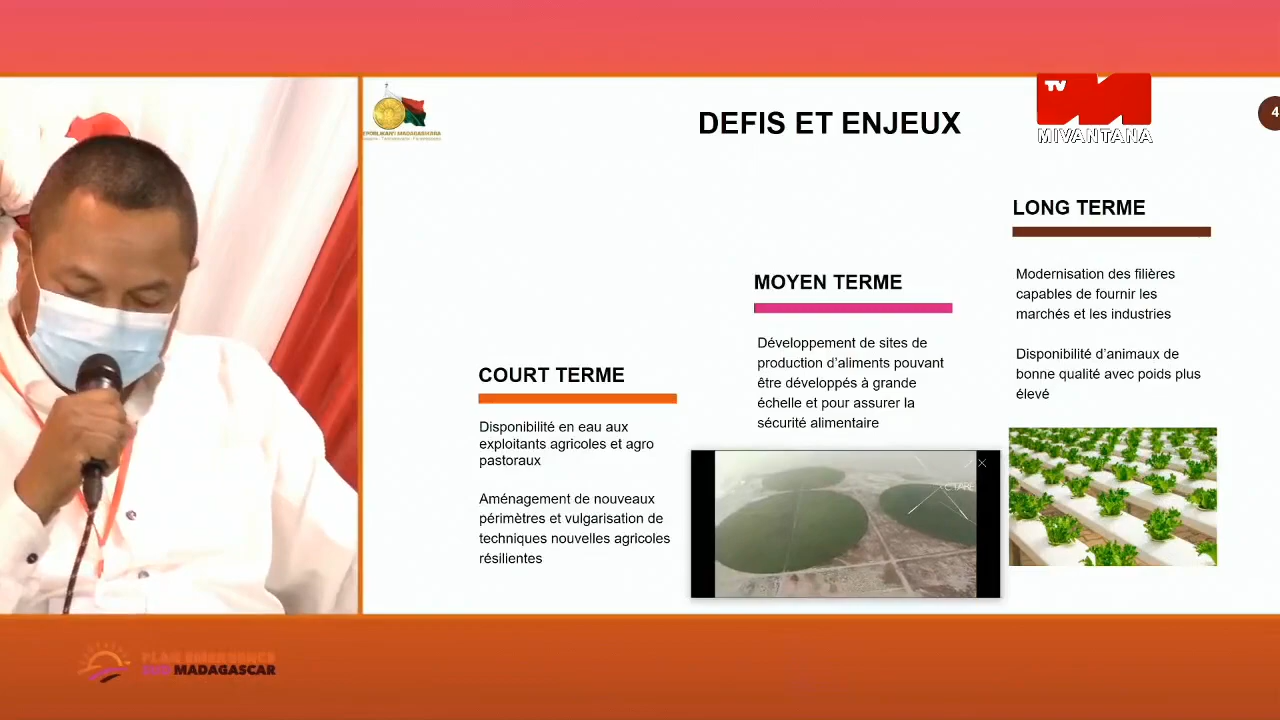 DEFIS ET ENJEUX
TV
MIVANTANA
4
LONG TERME
Modernisation des filières
capables de fournir les
marchés et les industries
Disponibilité d’animaux de
bonne qualité avec poids plus
élevé
MOYEN TERME
Développement de sites de
production d’aliments pouvant
être développés à grande
échelle et pour assurer la
sécurité alimentaire
COURT TERME
Disponibilité en eau aux
exploitants agricoles et agro
pastoraux
Aménagement de nouveaux
périmètres et vulgarisation de
techniques nouvelles agricoles
résilientes
MADAGASCAR